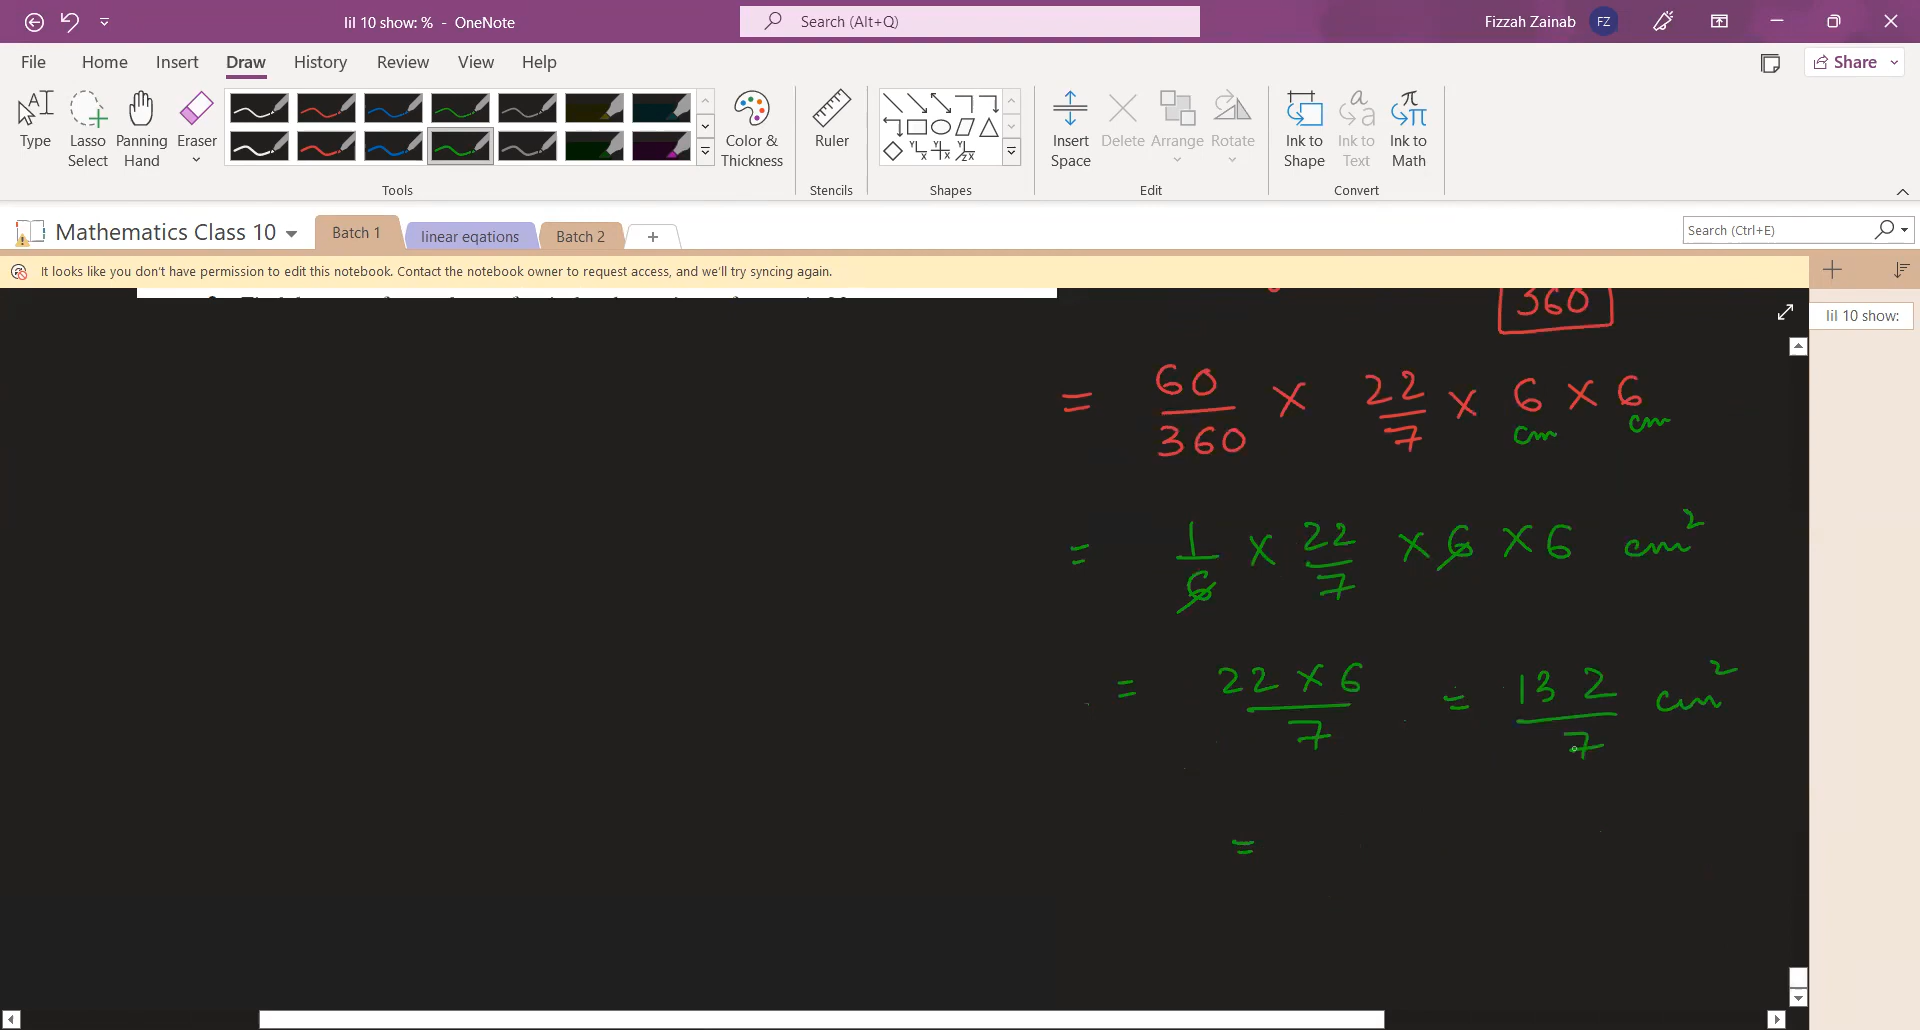 lil 10 show: % - OneNote
Search (Alt+Q)
Fizzah Zainab
FZ
File Home Insert Draw History Review View Help
Share
Type
Lasso Select
Panning Hand
Eraser
Color & Thickness
Ruler
Insert Space
Delete
Arrange
Rotate
Ink to Shape
Ink to Text
Ink to Math
Tools
Stencils
Shapes
Edit
Convert
Mathematics Class 10
Batch 1
linear eqations
Batch 2
Search (Ctrl+E)
It looks like you don't have permission to edit this notebook. Contact the notebook owner to request access, and we'll try syncing again.
lil 10 show:
360
= 60/360 × 22/7 × 6 cm × 6 cm
= 1/6 × 22/7 × 6 × 6 cm²
= 22 × 6/7 = 132/7 cm²
=